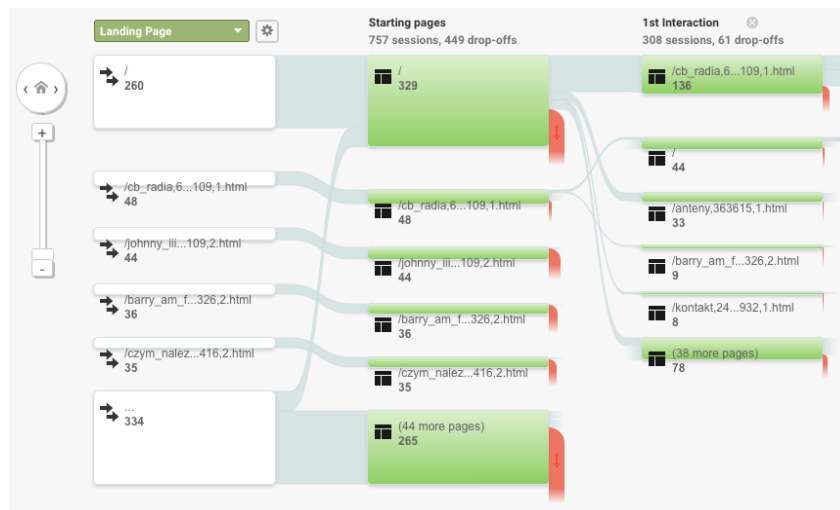 Landing Page
Starting pages
757 sessions, 449 drop-offs
1st Interaction
308 sessions, 61 drop-offs
/
260
/cb_radia,6...109,1.html
48
/johnny_iii...109,2.html
44
/barry_am_f...326,2.html
36
/czym_nalez...416,2.html
35
...
334
/
329
/cb_radia,6...109,1.html
48
/johnny_iii...109,2.html
44
/barry_am_f...326,2.html
36
/czym_nalez...416,2.html
35
(44 more pages)
265
/cb_radia,6...109,1.html
136
/
44
/anteny,363615,1.html
33
/barry_am_f...326,2.html
9
/kontakt,24...932,1.html
8
(38 more pages)
78